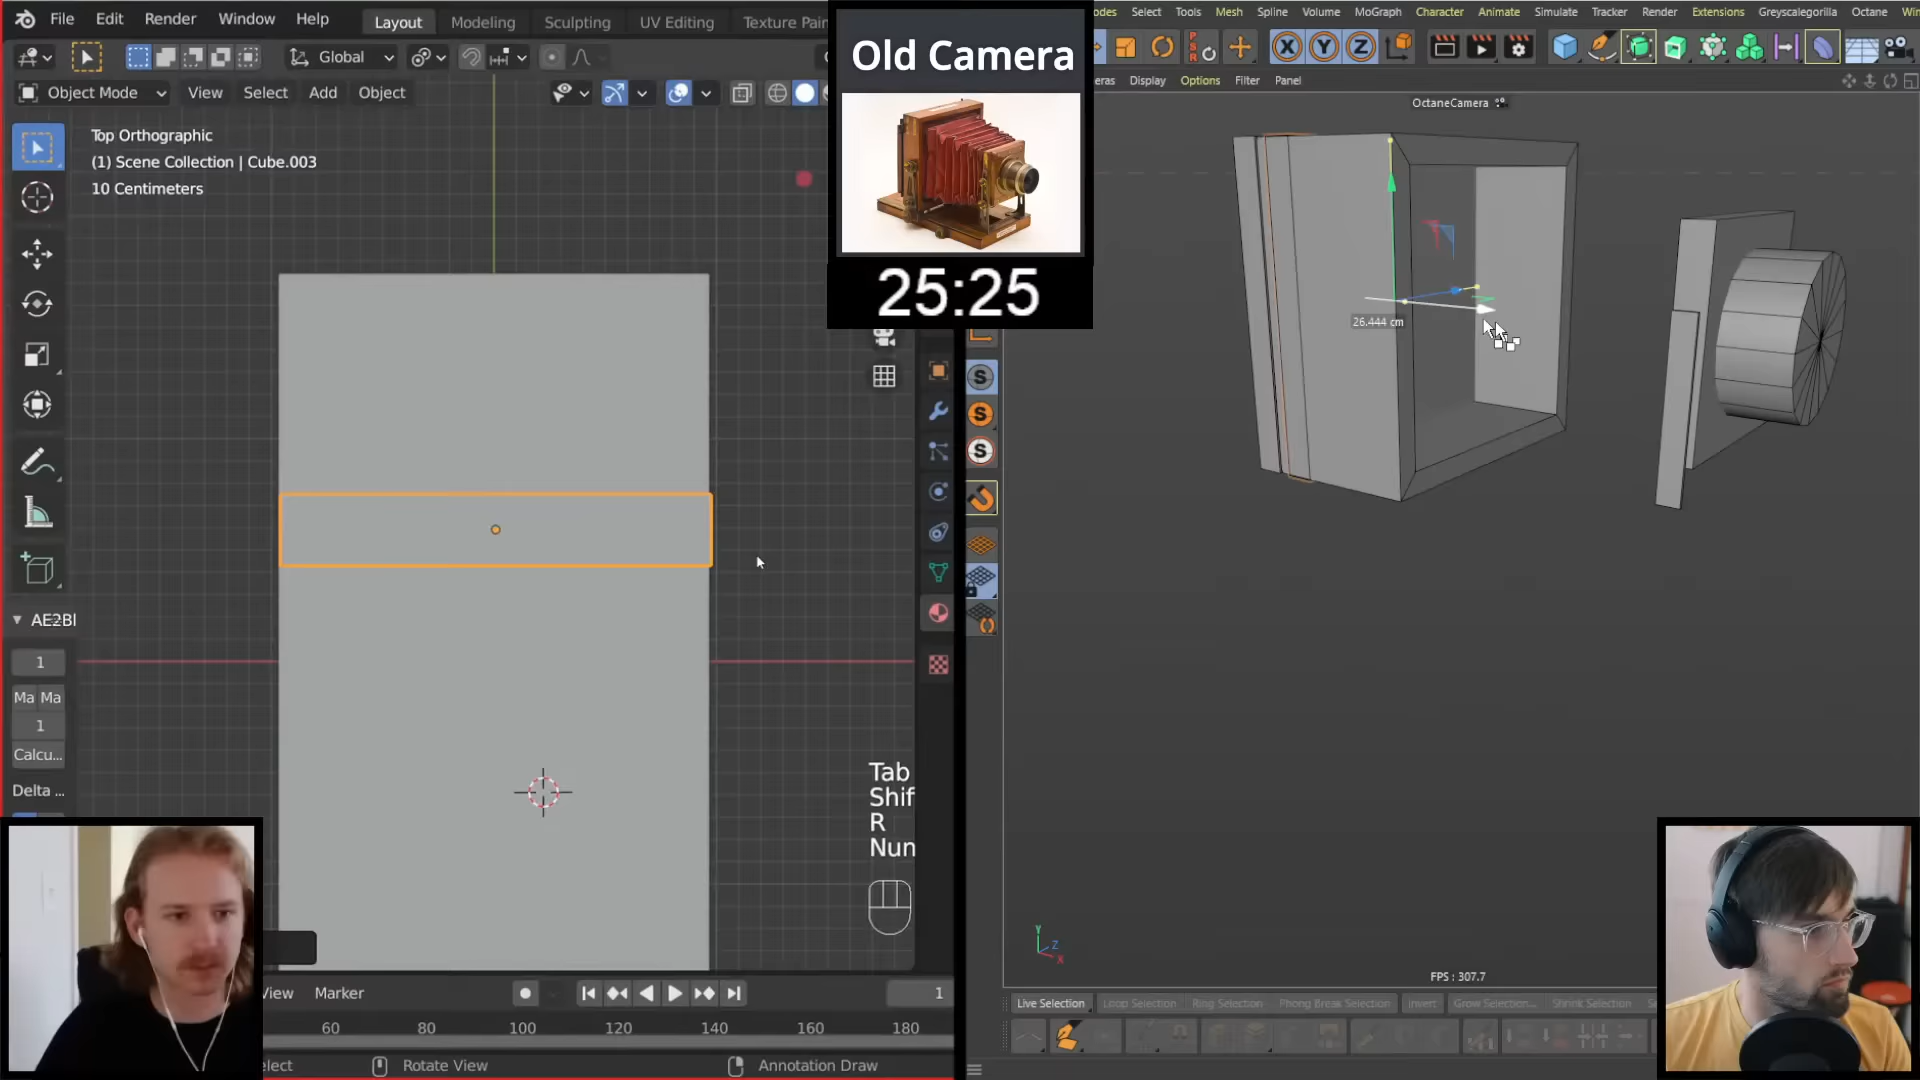 File Edit Render Window Help
Layout Modeling Sculpting UV Editing Texture Pain
Global
Object Mode View Select Add Object
Top Orthographic
(1) Scene Collection | Cube.003
10 Centimeters
AE2Bl
1
Ma Ma
1
Calcu...
Delta ...
Tab
Shif
R
Nun
View Marker
1
60 80 100 120 140 160 180
elect Rotate View Annotation Draw
Old Camera
25:25
odes Select Tools Mesh Spline Volume MoGraph Character Animate Simulate Tracker Render Extensions Greyscalegorilla Octane Win
X Y Z
PSR
eras Display Options Filter Panel
OctaneCamera
26.444 cm
S
S
S
Y
Z
X
FPS : 307.7
Live Selection Loop Selection Ring Selection Phong Break Selection Invert Grow Selection... Shrink Selection Se